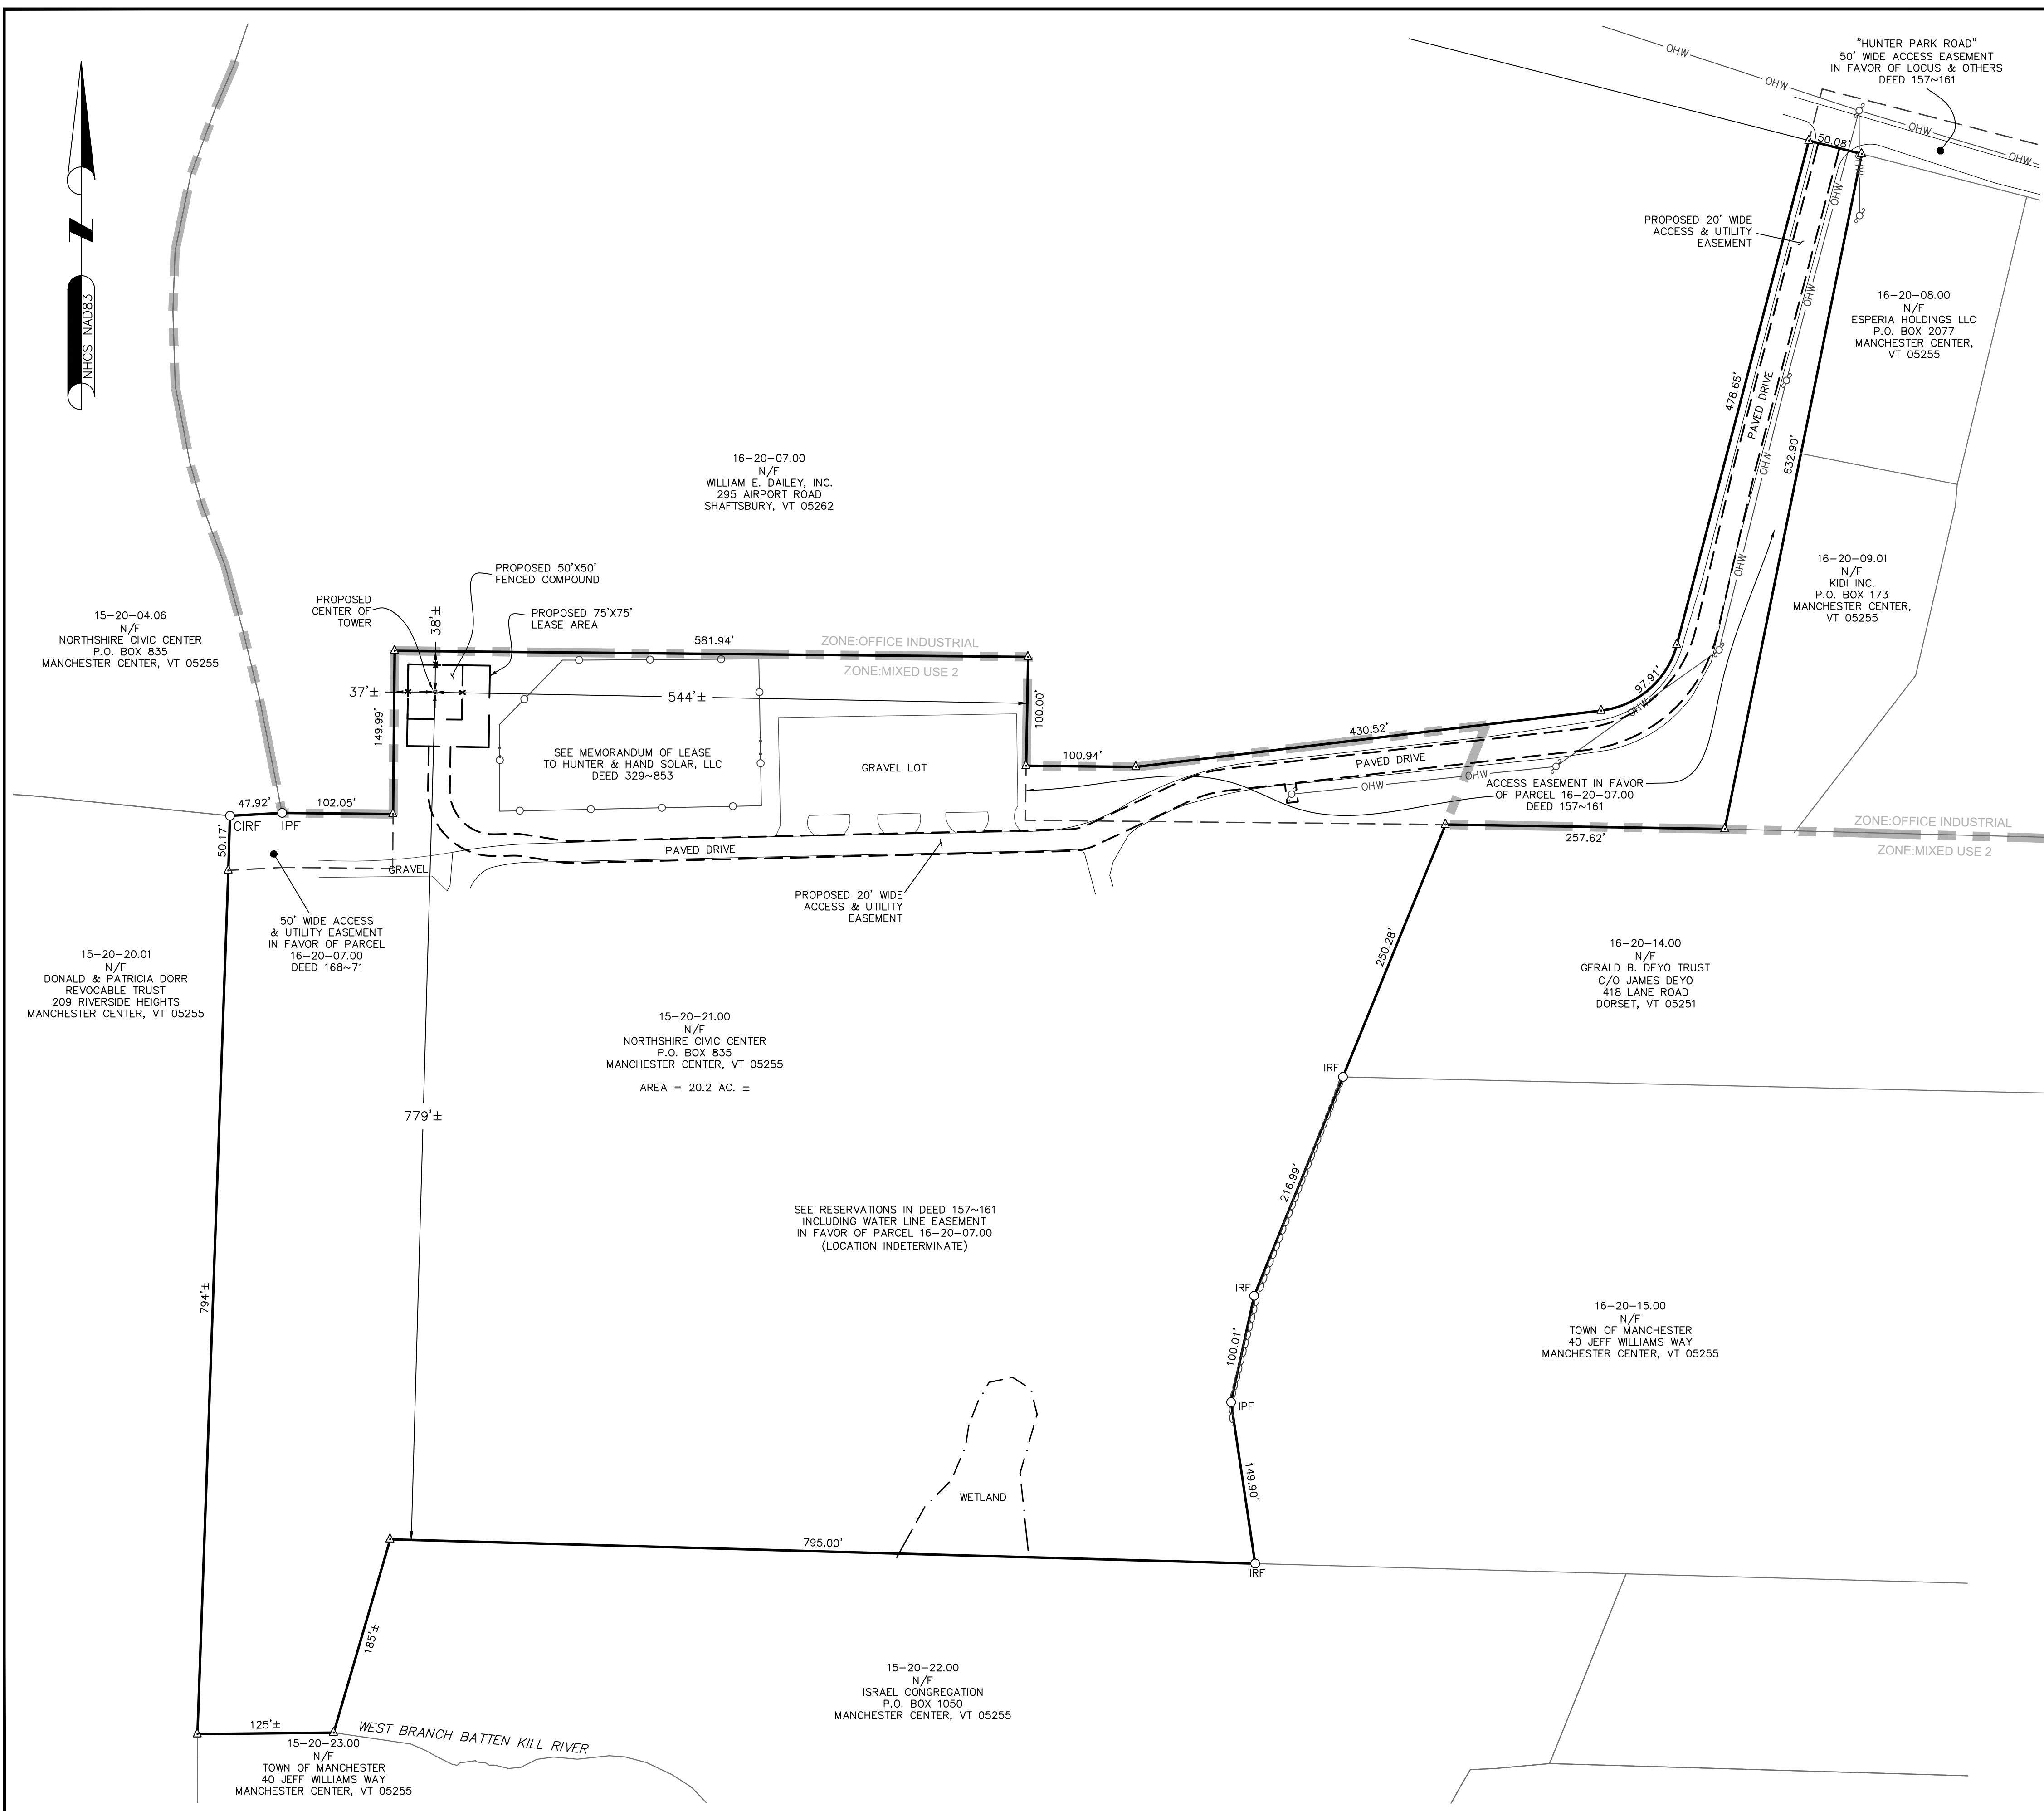 "HUNTER PARK ROAD"
50' WIDE ACCESS EASEMENT
IN FAVOR OF LOCUS & OTHERS
DEED 157~161
OHW
OHW
OHW
OHW
50.08'
OHW
OHW
OHW
OHW
OHW
OHW
OHW
OHW
N
NHCS NAD83
PROPOSED 20' WIDE
ACCESS & UTILITY
EASEMENT
16-20-08.00
N/F
ESPERIA HOLDINGS LLC
P.O. BOX 2077
MANCHESTER CENTER,
VT 05255
478.65'
PAVED DRIVE
632.90'
16-20-07.00
N/F
WILLIAM E. DAILEY, INC.
295 AIRPORT ROAD
SHAFTSBURY, VT 05262
16-20-09.01
N/F
KIDI INC.
P.O. BOX 173
MANCHESTER CENTER,
VT 05255
PROPOSED 50'X50'
FENCED COMPOUND
PROPOSED
CENTER OF
TOWER
38'±
PROPOSED 75'X75'
LEASE AREA
15-20-04.06
N/F
NORTHSHIRE CIVIC CENTER
P.O. BOX 835
MANCHESTER CENTER, VT 05255
581.94'
ZONE:OFFICE INDUSTRIAL
ZONE:MIXED USE 2
37'±
544'±
149.99'
100.00'
97.91'
430.52'
100.94'
SEE MEMORANDUM OF LEASE
TO HUNTER & HAND SOLAR, LLC
DEED 329~853
GRAVEL LOT
PAVED DRIVE
ACCESS EASEMENT IN FAVOR
OF PARCEL 16-20-07.00
DEED 157~161
47.92'
102.05'
CIRF
IPF
50.17'
GRAVEL
PAVED DRIVE
257.62'
ZONE:OFFICE INDUSTRIAL
ZONE:MIXED USE 2
PROPOSED 20' WIDE
ACCESS & UTILITY
EASEMENT
50' WIDE ACCESS
& UTILITY EASEMENT
IN FAVOR OF PARCEL
16-20-07.00
DEED 168~71
15-20-20.01
N/F
DONALD & PATRICIA DORR
REVOCABLE TRUST
209 RIVERSIDE HEIGHTS
MANCHESTER CENTER, VT 05255
250.28'
16-20-14.00
N/F
GERALD B. DEYO TRUST
C/O JAMES DEYO
418 LANE ROAD
DORSET, VT 05251
15-20-21.00
N/F
NORTHSHIRE CIVIC CENTER
P.O. BOX 835
MANCHESTER CENTER, VT 05255
AREA = 20.2 AC. ±
IRF
779'±
216.99'
SEE RESERVATIONS IN DEED 157~161
INCLUDING WATER LINE EASEMENT
IN FAVOR OF PARCEL 16-20-07.00
(LOCATION INDETERMINATE)
794'±
IRF
16-20-15.00
N/F
TOWN OF MANCHESTER
40 JEFF WILLIAMS WAY
MANCHESTER CENTER, VT 05255
100.01'
IPF
149.90'
WETLAND
795.00'
IRF
185'±
15-20-22.00
N/F
ISRAEL CONGREGATION
P.O. BOX 1050
MANCHESTER CENTER, VT 05255
125'±
WEST BRANCH BATTEN KILL RIVER
15-20-23.00
N/F
TOWN OF MANCHESTER
40 JEFF WILLIAMS WAY
MANCHESTER CENTER, VT 05255